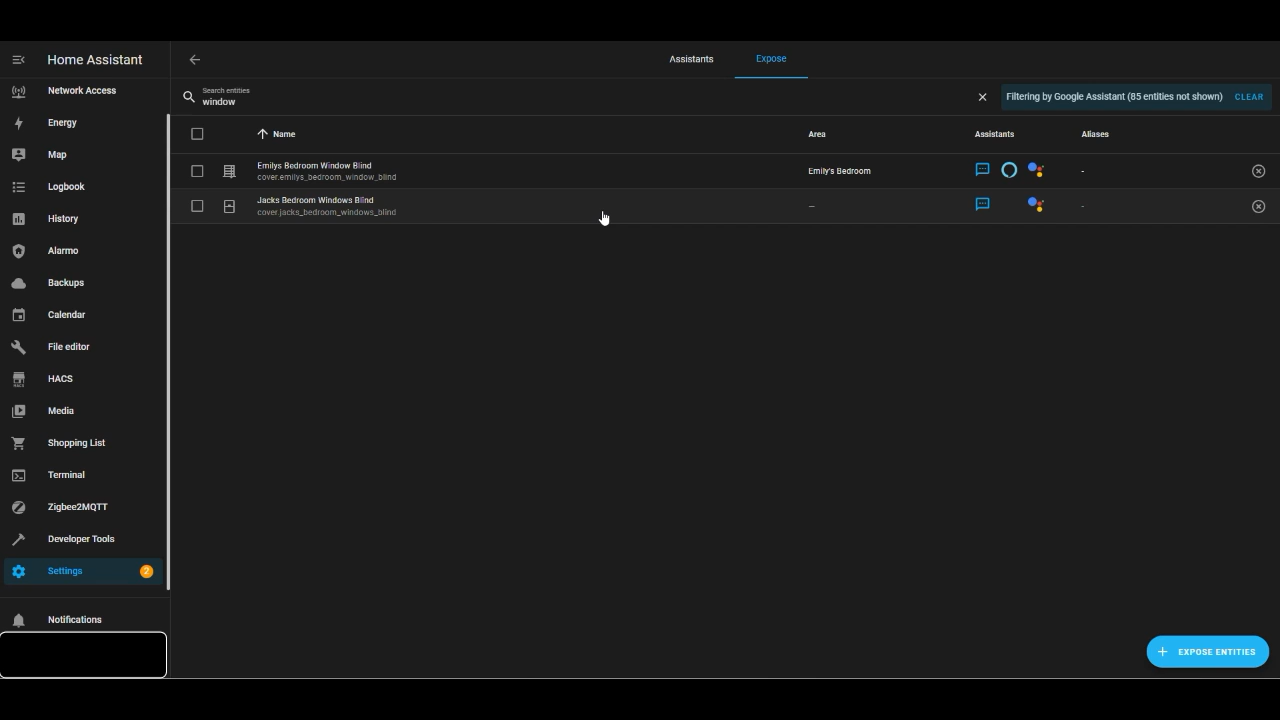 Home Assistant
Assistants
Expose
Network Access
Energy
Map
Logbook
History
Alarmo
Backups
Calendar
File editor
HACS
Media
Shopping List
Terminal
Zigbee2MQTT
Developer Tools
Settings
2
Notifications
Search entities
window
Filtering by Google Assistant (85 entities not shown) CLEAR
Name
Area
Assistants
Aliases
Emilys Bedroom Window Blind
cover.emilys_bedroom_window_blind
Emily's Bedroom
-
Jacks Bedroom Windows Blind
cover.jacks_bedroom_windows_blind
—
-
EXPOSE ENTITIES